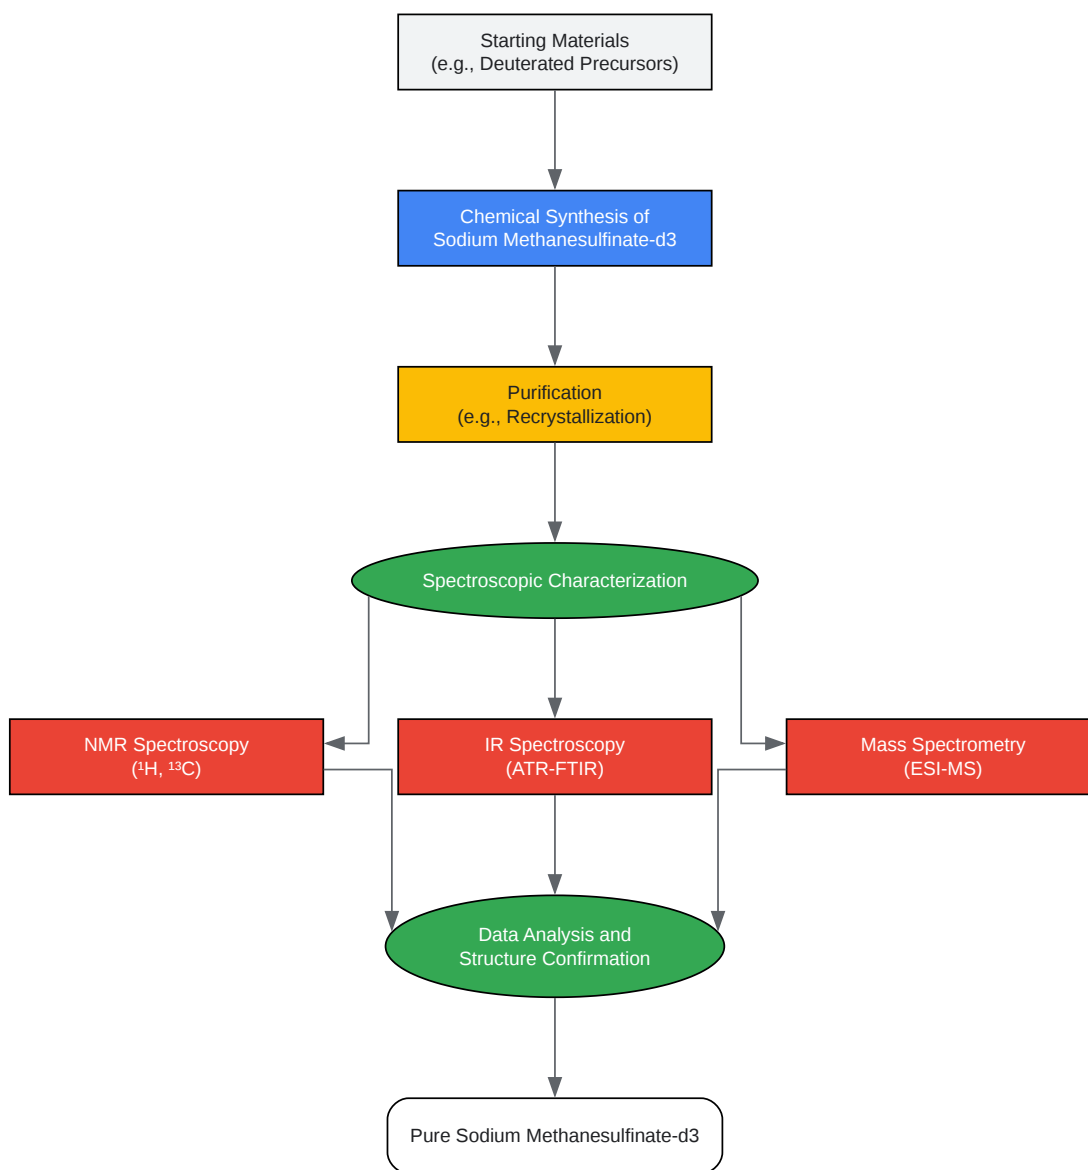 Starting Materials
(e.g., Deuterated Precursors)
Chemical Synthesis of
Sodium Methanesulfinate-d3
Purification
(e.g., Recrystallization)
Spectroscopic Characterization
NMR Spectroscopy
(¹H, ¹³C)
IR Spectroscopy
(ATR-FTIR)
Mass Spectrometry
(ESI-MS)
Data Analysis and
Structure Confirmation
Pure Sodium Methanesulfinate-d3